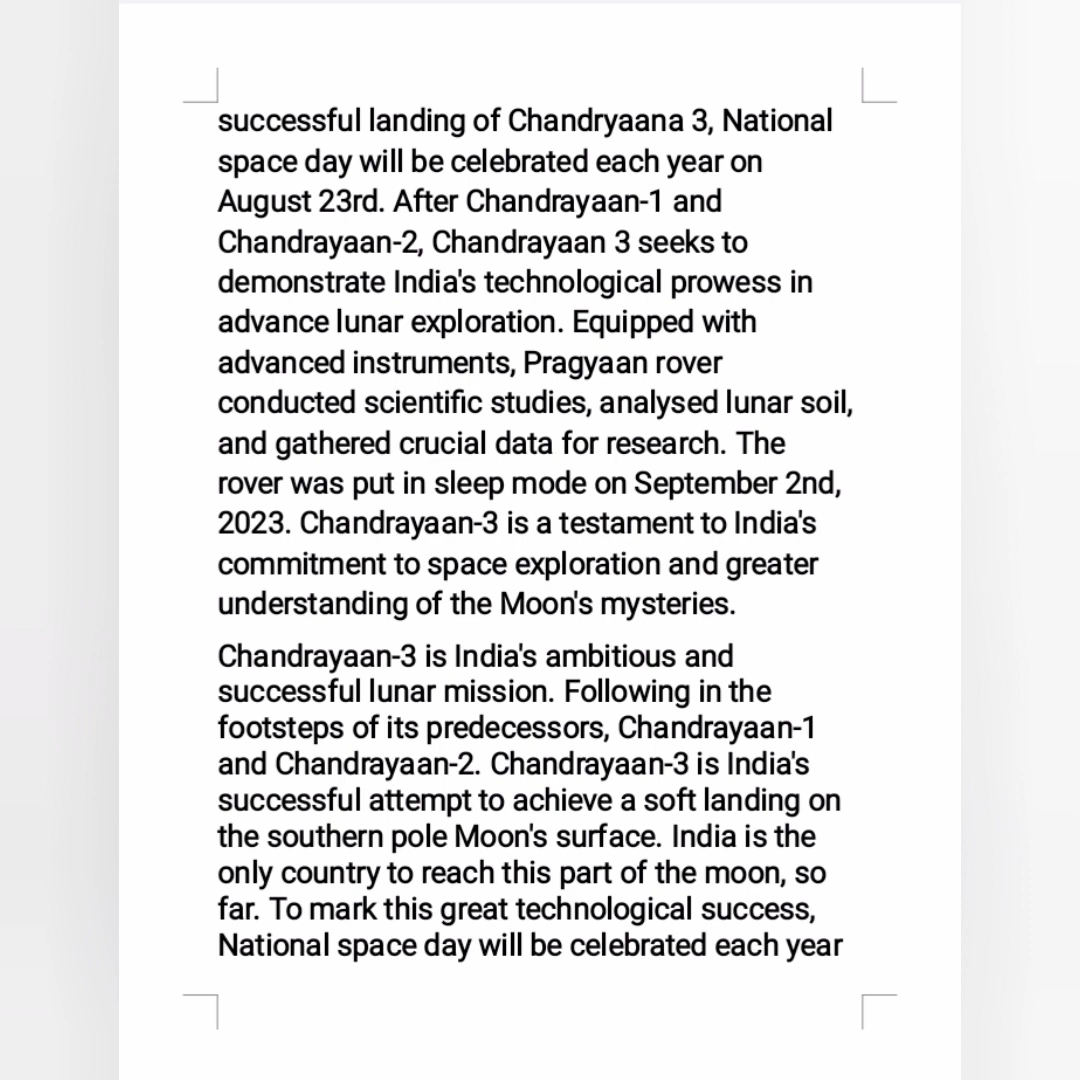 successful landing of Chandryaana 3, National
space day will be celebrated each year on
August 23rd. After Chandrayaan-1 and
Chandrayaan-2, Chandrayaan 3 seeks to
demonstrate India's technological prowess in
advance lunar exploration. Equipped with
advanced instruments, Pragyaan rover
conducted scientific studies, analysed lunar soil,
and gathered crucial data for research. The
rover was put in sleep mode on September 2nd,
2023. Chandrayaan-3 is a testament to India's
commitment to space exploration and greater
understanding of the Moon's mysteries.
Chandrayaan-3 is India's ambitious and
successful lunar mission. Following in the
footsteps of its predecessors, Chandrayaan-1
and Chandrayaan-2. Chandrayaan-3 is India's
successful attempt to achieve a soft landing on
the southern pole Moon's surface. India is the
only country to reach this part of the moon, so
far. To mark this great technological success,
National space day will be celebrated each year